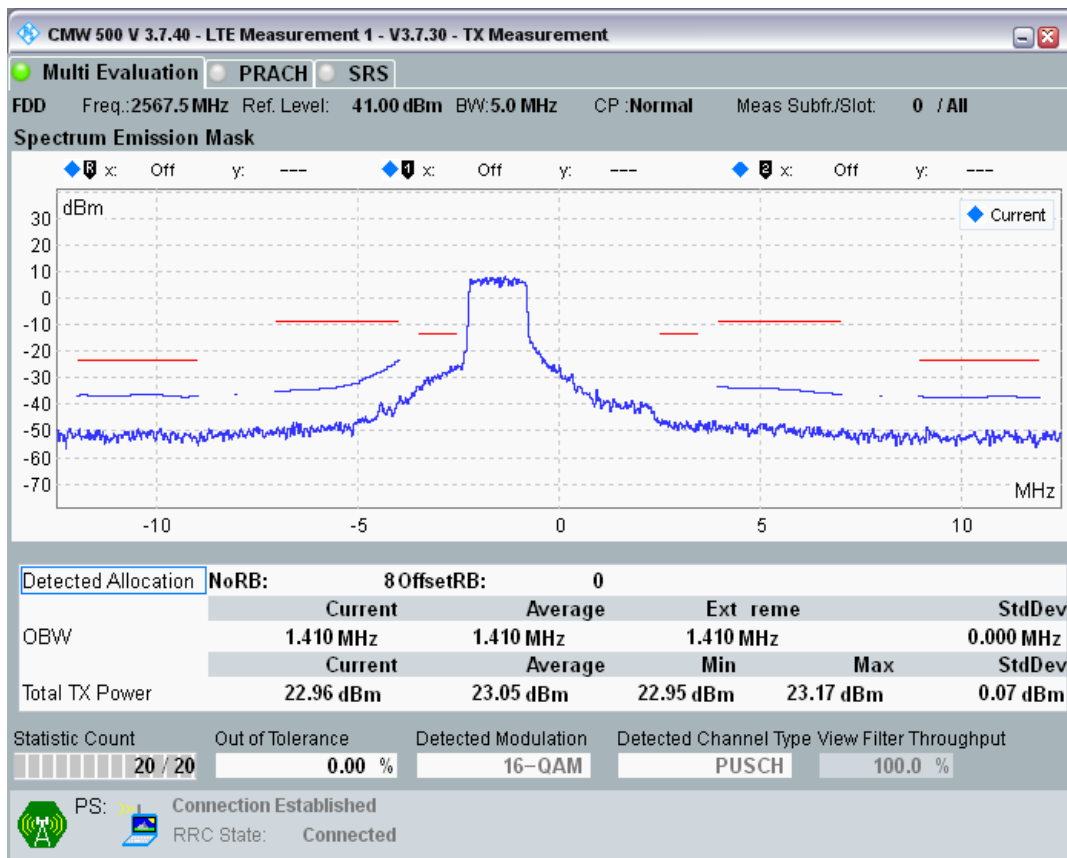 CMW 500 V 3.7.40 - LTE Measurement 1 - V3.7.30 - TX Measurement
Multi Evaluation PRACH SRS
FDD Freq.:2567.5 MHz Ref. Level: 41.00 dBm BW:5.0 MHz CP :Normal Meas Subfr./Slot: 0 / All
Spectrum Emission Mask
R x: Off y: --- 1 x: Off y: --- 2 x: Off y: ---
dBm
Current
30
20
10
0
-10
-20
-30
-40
-50
-60
-70
MHz
-10 -5 0 5 10
Detected Allocation NoRB: 8 OffsetRB: 0
Current Average Ext reme StdDev
OBW 1.410 MHz 1.410 MHz 1.410 MHz 0.000 MHz
Current Average Min Max StdDev
Total TX Power 22.96 dBm 23.05 dBm 22.95 dBm 23.17 dBm 0.07 dBm
Statistic Count Out of Tolerance Detected Modulation Detected Channel Type View Filter Throughput
20 / 20 0.00 % 16-QAM PUSCH 100.0 %
PS: Connection Established
RRC State: Connected